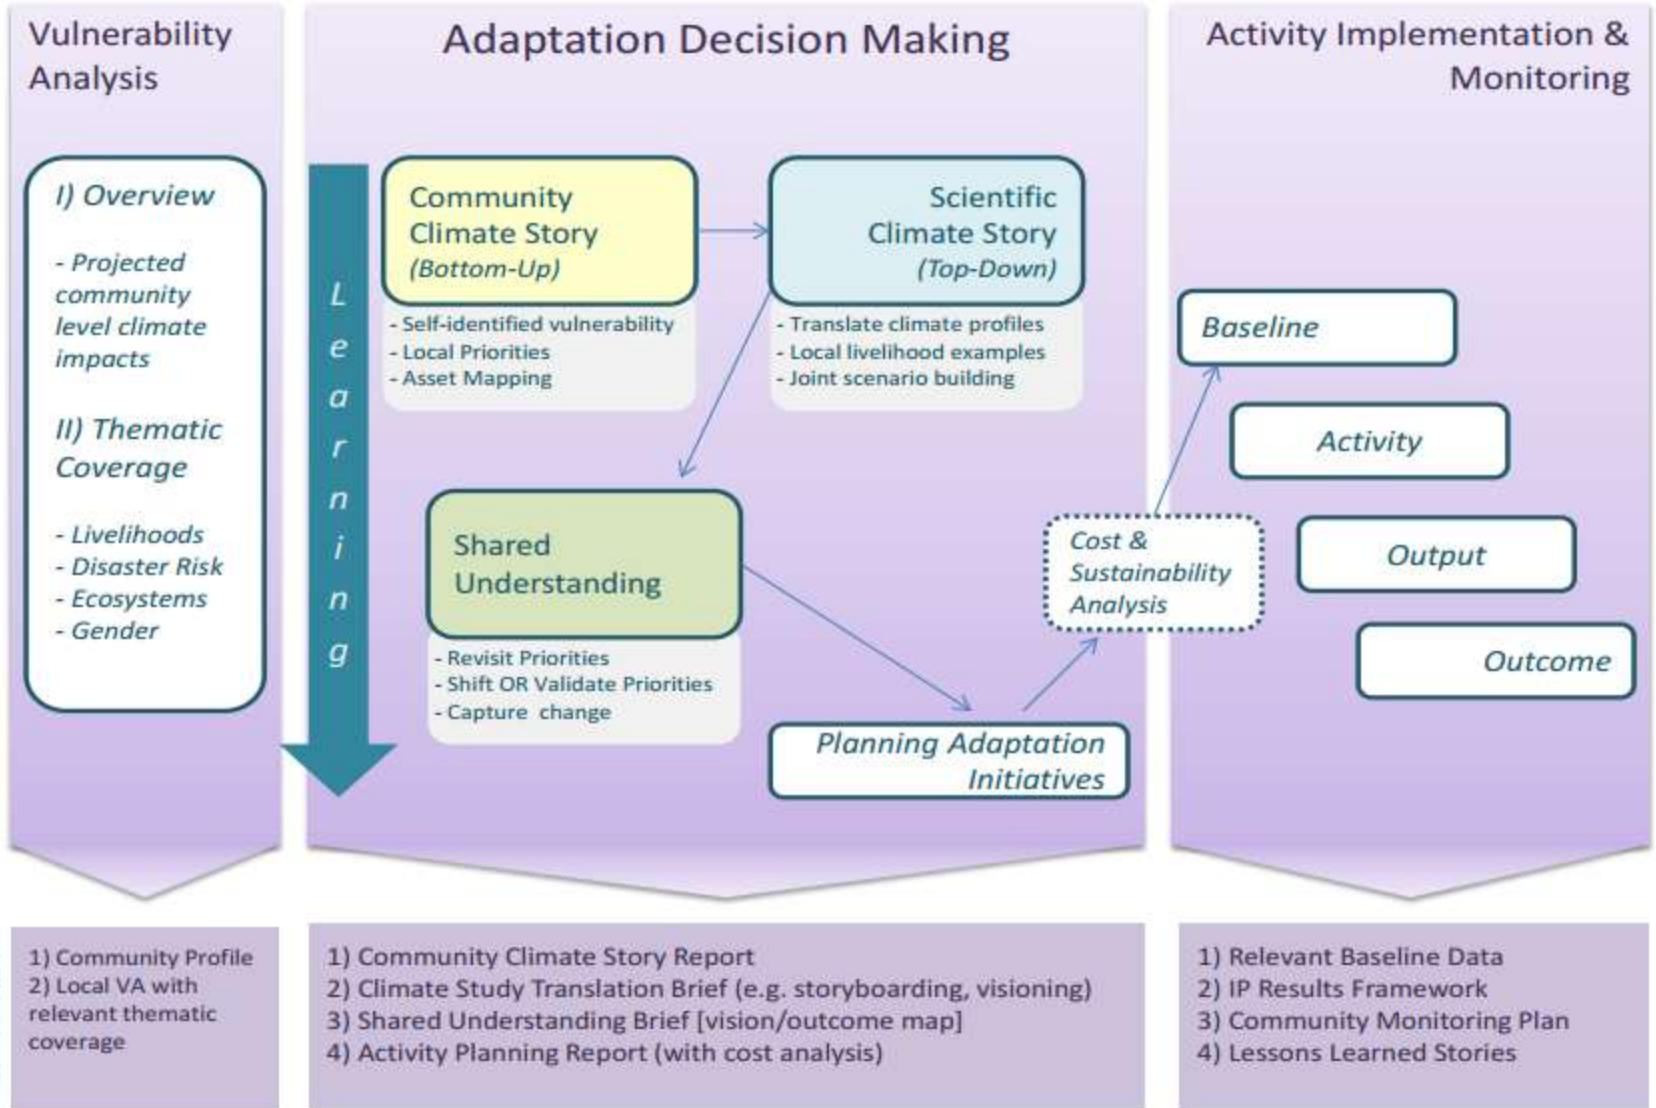 Vulnerability
Analysis
I) Overview
- Projected
community
level climate
impacts
II) Thematic
Coverage
- Livelihoods
- Disaster Risk
- Ecosystems
- Gender
1) Community Profile
2) Local VA with
relevant thematic
coverage
Adaptation Decision Making
Learning
Community
Climate Story
(Bottom-Up)
- Self-identified vulnerability
- Local Priorities
- Asset Mapping
Scientific
Climate Story
(Top-Down)
- Translate climate profiles
- Local livelihood examples
- Joint scenario building
Shared
Understanding
- Revisit Priorities
- Shift OR Validate Priorities
- Capture change
Planning Adaptation
Initiatives
Cost &
Sustainability
Analysis
1) Community Climate Story Report
2) Climate Study Translation Brief (e.g. storyboarding, visioning)
3) Shared Understanding Brief [vision/outcome map]
4) Activity Planning Report (with cost analysis)
Activity Implementation &
Monitoring
Baseline
Activity
Output
Outcome
1) Relevant Baseline Data
2) IP Results Framework
3) Community Monitoring Plan
4) Lessons Learned Stories